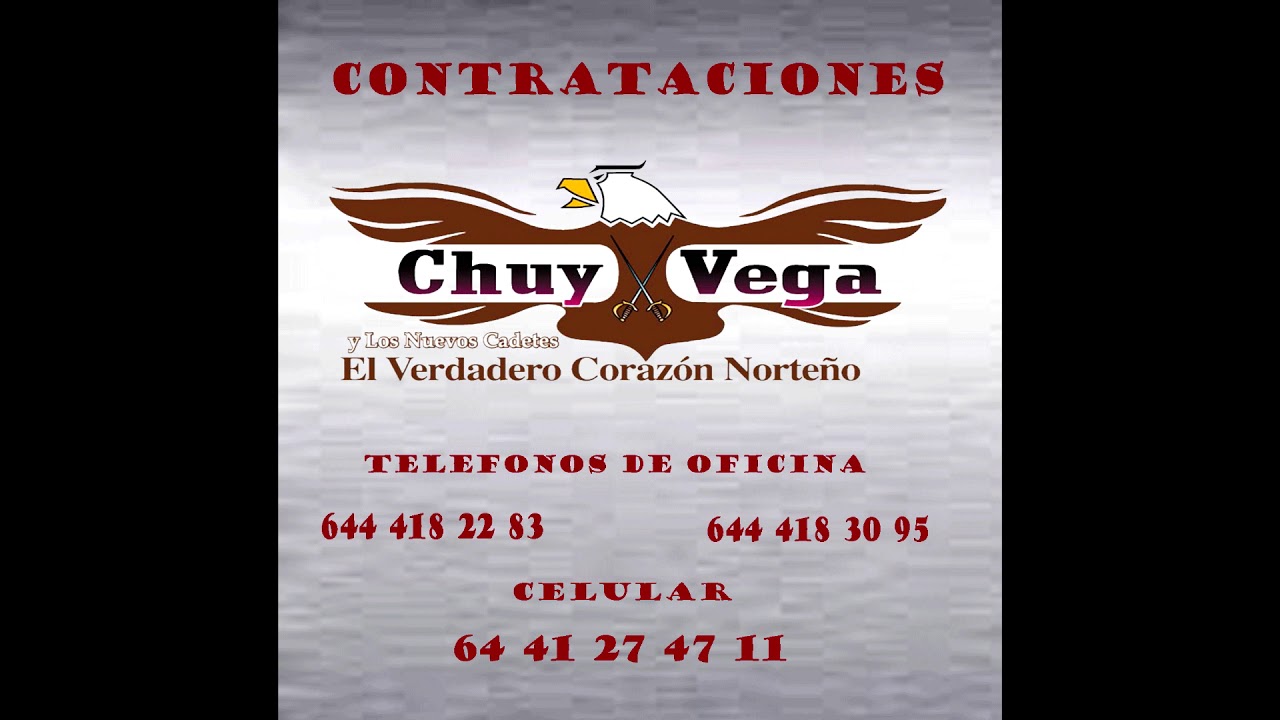 CONTRATACIONES
Chuy Vega
y Los Nuevos Cadetes
El Verdadero Corazón Norteño
TELEFONOS DE OFICINA
644 418 22 83 644 418 30 95
CELULAR
64 41 27 47 11